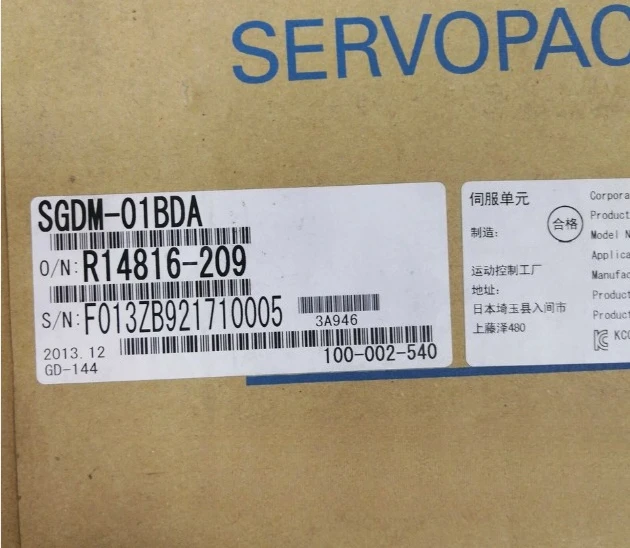 SERVOPAC
SGDM-01BDA
O/N: R14816-209
S/N: F013ZB921710005
3A946
2013.12
100-002-540
GD-144
伺服单元
制造:
合格
运动控制工厂
地址:
日本埼玉县入间市
上藤泽480
Corpora
Product
Model N
Applica
Manufac
Product
Product
KCC